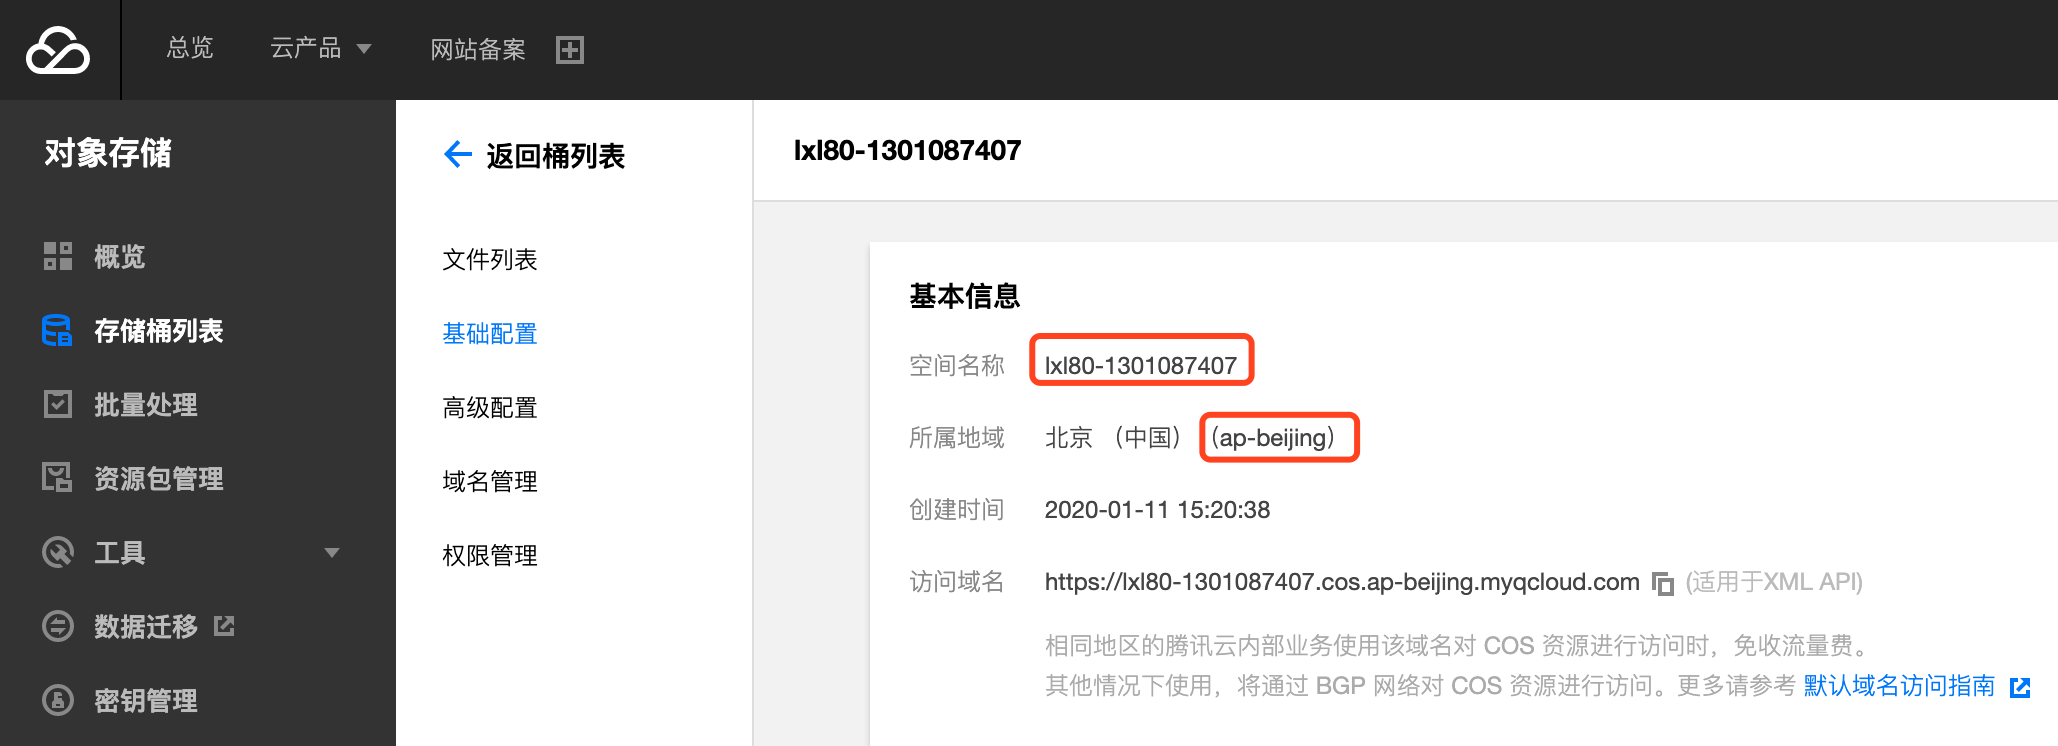 总览 云产品 网站备案
对象存储
概览
存储桶列表
批量处理
资源包管理
工具
数据迁移
密钥管理
返回桶列表
文件列表
基础配置
高级配置
域名管理
权限管理
lxl80-1301087407
基本信息
空间名称 lxl80-1301087407
所属地域 北京 （中国）（ap-beijing）
创建时间 2020-01-11 15:20:38
访问域名 https://lxl80-1301087407.cos.ap-beijing.myqcloud.com (适用于XML API)
相同地区的腾讯云内部业务使用该域名对 COS 资源进行访问时，免收流量费。
其他情况下使用，将通过 BGP 网络对 COS 资源进行访问。更多请参考 默认域名访问指南